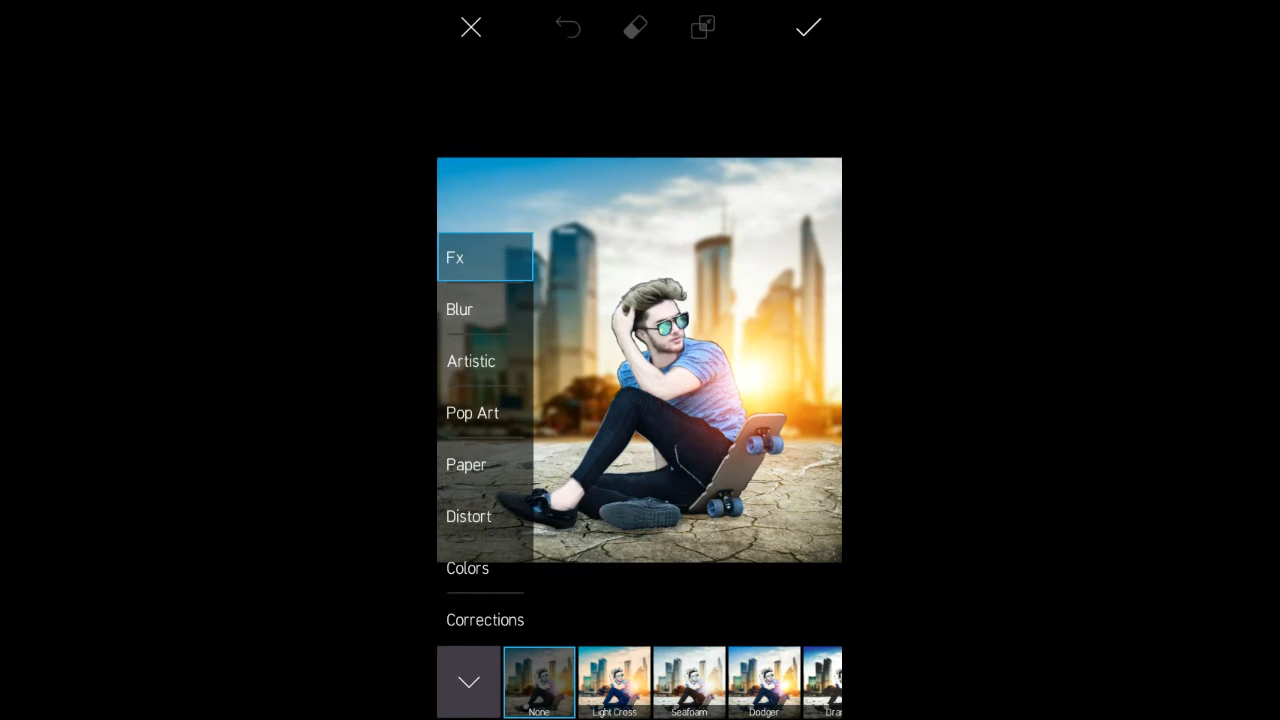 Fx
Blur
Artistic
Pop Art
Paper
Distort
Colors
Corrections
None
Light Cross
Seafoam
Dodger